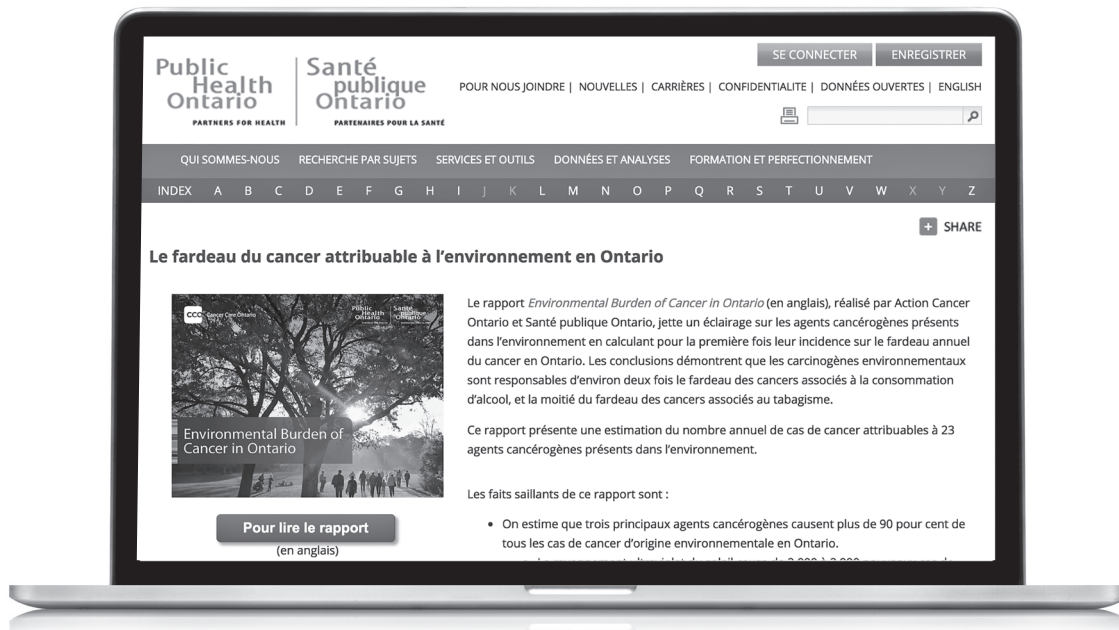 Public
Health
Ontario
PARTNERS FOR HEALTH
Santé
publique
Ontario
PARTENAIRES POUR LA SANTÉ
SE CONNECTER ENREGISTRER
POUR NOUS JOINDRE | NOUVELLES | CARRIÈRES | CONFIDENTIALITE | DONNÉES OUVERTES | ENGLISH
QUI SOMMES-NOUS RECHERCHE PAR SUJETS SERVICES ET OUTILS DONNÉES ET ANALYSES FORMATION ET PERFECTIONNEMENT
INDEX A B C D E F G H I J K L M N O P Q R S T U V W X Y Z
+ SHARE
Le fardeau du cancer attribuable à l'environnement en Ontario
CCO Cancer Care Ontario
Public
Health
Ontario
Santé
publique
Ontario
Environmental Burden of
Cancer in Ontario
Pour lire le rapport
(en anglais)
Le rapport Environmental Burden of Cancer in Ontario (en anglais), réalisé par Action Cancer
Ontario et Santé publique Ontario, jette un éclairage sur les agents cancérogènes présents
dans l'environnement en calculant pour la première fois leur incidence sur le fardeau annuel
du cancer en Ontario. Les conclusions démontrent que les carcinogènes environnementaux
sont responsables d'environ deux fois le fardeau des cancers associés à la consommation
d'alcool, et la moitié du fardeau des cancers associés au tabagisme.
Ce rapport présente une estimation du nombre annuel de cas de cancer attribuables à 23
agents cancérogènes présents dans l'environnement.
Les faits saillants de ce rapport sont :
• On estime que trois principaux agents cancérogènes causent plus de 90 pour cent de
tous les cas de cancer d'origine environnementale en Ontario.